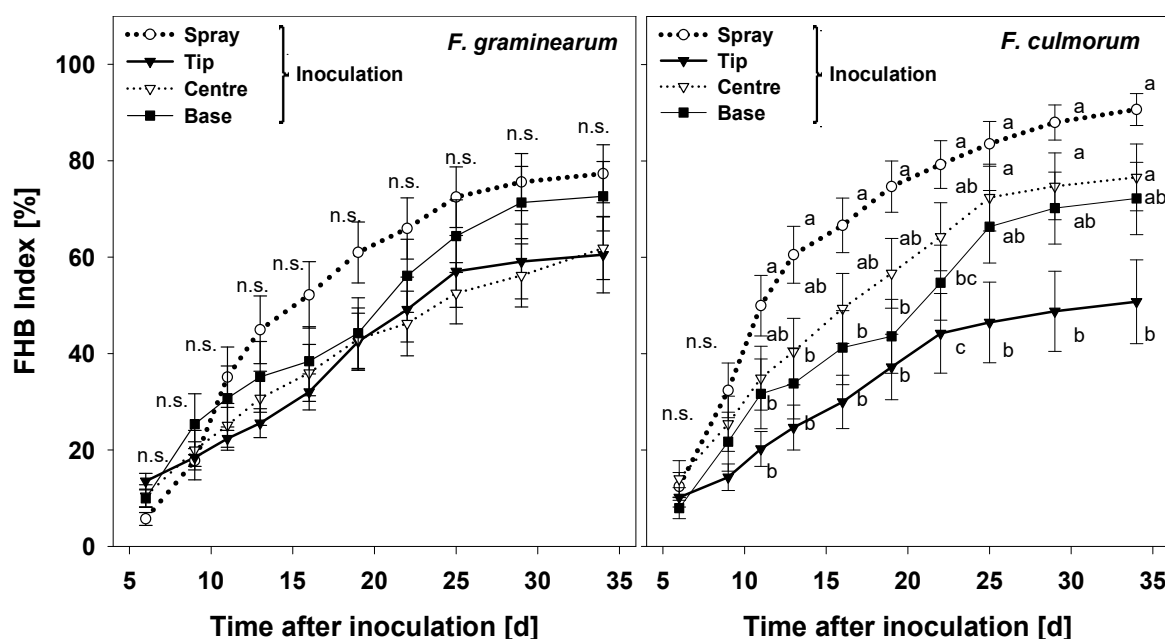 FHB Index [%]
100
80
60
40
20
0
Spray
Tip
Centre
Base
Inoculation
F. graminearum
n.s.
n.s.
n.s.
n.s.
n.s.
n.s.
n.s.
n.s.
n.s.
n.s.
5 10 15 20 25 30 35
Time after inoculation [d]
Spray
Tip
Centre
Base
Inoculation
F. culmorum
n.s.
n.s.
a
ab
b
a
ab
b
b
a
ab
b
b
a
ab
b
b
a
ab
bc
c
a
a
ab
b
a
a
ab
b
a
a
ab
b
5 10 15 20 25 30 35
Time after inoculation [d]